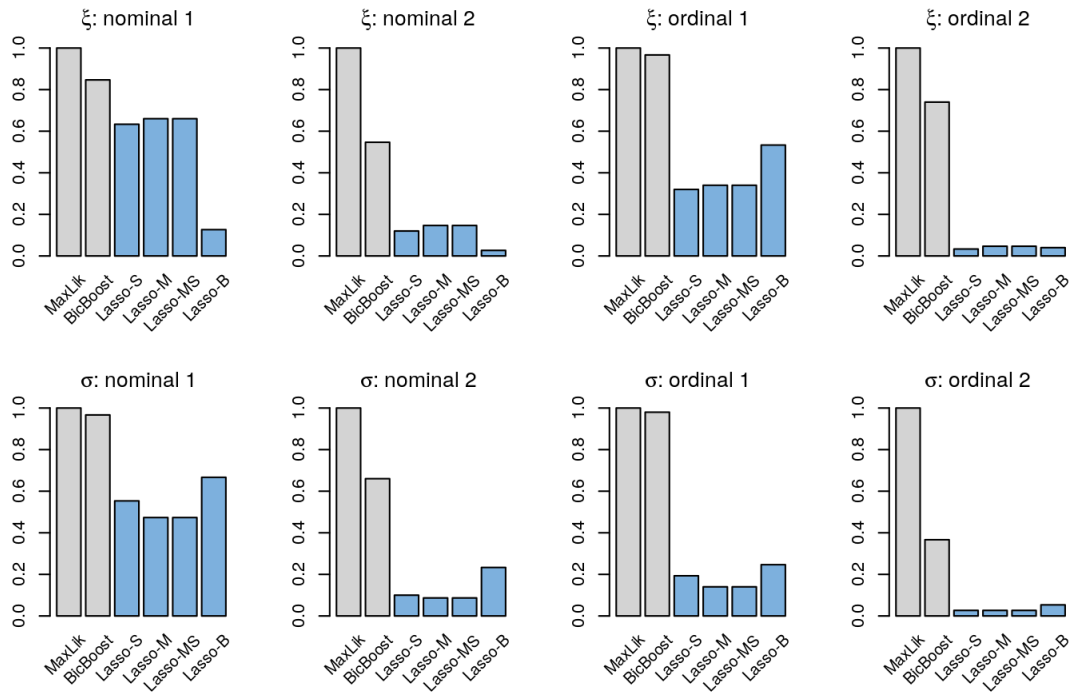 ξ: nominal 1
1.0
0.8
0.6
0.4
0.2
0.0
MaxLik
BicBoost
Lasso-S
Lasso-M
Lasso-MS
Lasso-B
ξ: nominal 2
1.0
0.8
0.6
0.4
0.2
0.0
MaxLik
BicBoost
Lasso-S
Lasso-M
Lasso-MS
Lasso-B
ξ: ordinal 1
1.0
0.8
0.6
0.4
0.2
0.0
MaxLik
BicBoost
Lasso-S
Lasso-M
Lasso-MS
Lasso-B
ξ: ordinal 2
1.0
0.8
0.6
0.4
0.2
0.0
MaxLik
BicBoost
Lasso-S
Lasso-M
Lasso-MS
Lasso-B
σ: nominal 1
1.0
0.8
0.6
0.4
0.2
0.0
MaxLik
BicBoost
Lasso-S
Lasso-M
Lasso-MS
Lasso-B
σ: nominal 2
1.0
0.8
0.6
0.4
0.2
0.0
MaxLik
BicBoost
Lasso-S
Lasso-M
Lasso-MS
Lasso-B
σ: ordinal 1
1.0
0.8
0.6
0.4
0.2
0.0
MaxLik
BicBoost
Lasso-S
Lasso-M
Lasso-MS
Lasso-B
σ: ordinal 2
1.0
0.8
0.6
0.4
0.2
0.0
MaxLik
BicBoost
Lasso-S
Lasso-M
Lasso-MS
Lasso-B